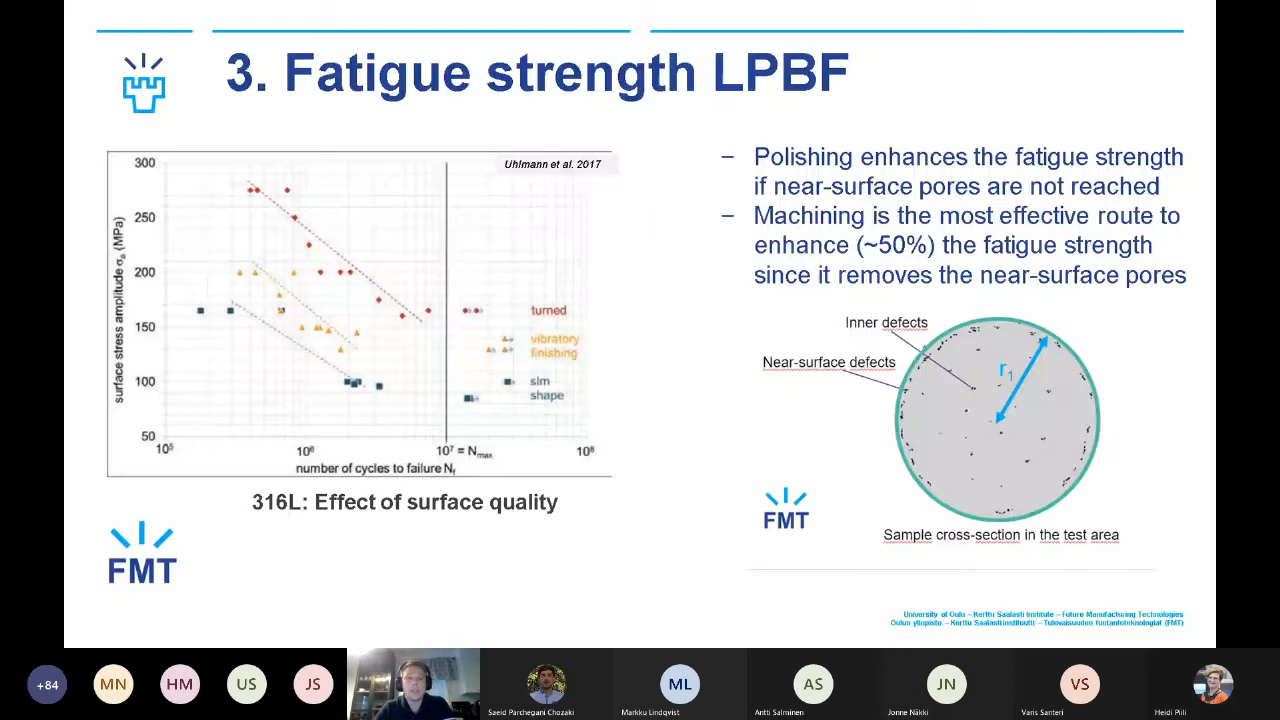 3. Fatigue strength LPBF
Uhlmann et al. 2017
300
250
200
150
100
50
surface stress amplitude σa (MPa)
turned
vibratory
finishing
slm
shape
10⁵
10⁶
10⁷ = Nmax
10⁸
number of cycles to failure Nf
316L: Effect of surface quality
FMT
– Polishing enhances the fatigue strength
if near-surface pores are not reached
– Machining is the most effective route to
enhance (~50%) the fatigue strength
since it removes the near-surface pores
Inner defects
Near-surface defects
r1
FMT
Sample cross-section in the test area
University of Oulu – Kerttu Saalasti Institute – Future Manufacturing Technologies
Oulun yliopisto – Kerttu Saalasti instituutti – Tulevaisuuden tuotantoteknologiat (FMT)
+84
MN
HM
US
JS
ML
AS
JN
VS
Saeid Parchegani Chozaki
Markku Lindqvist
Antti Salminen
Jonne Näkki
Varis Santeri
Heidi Piili